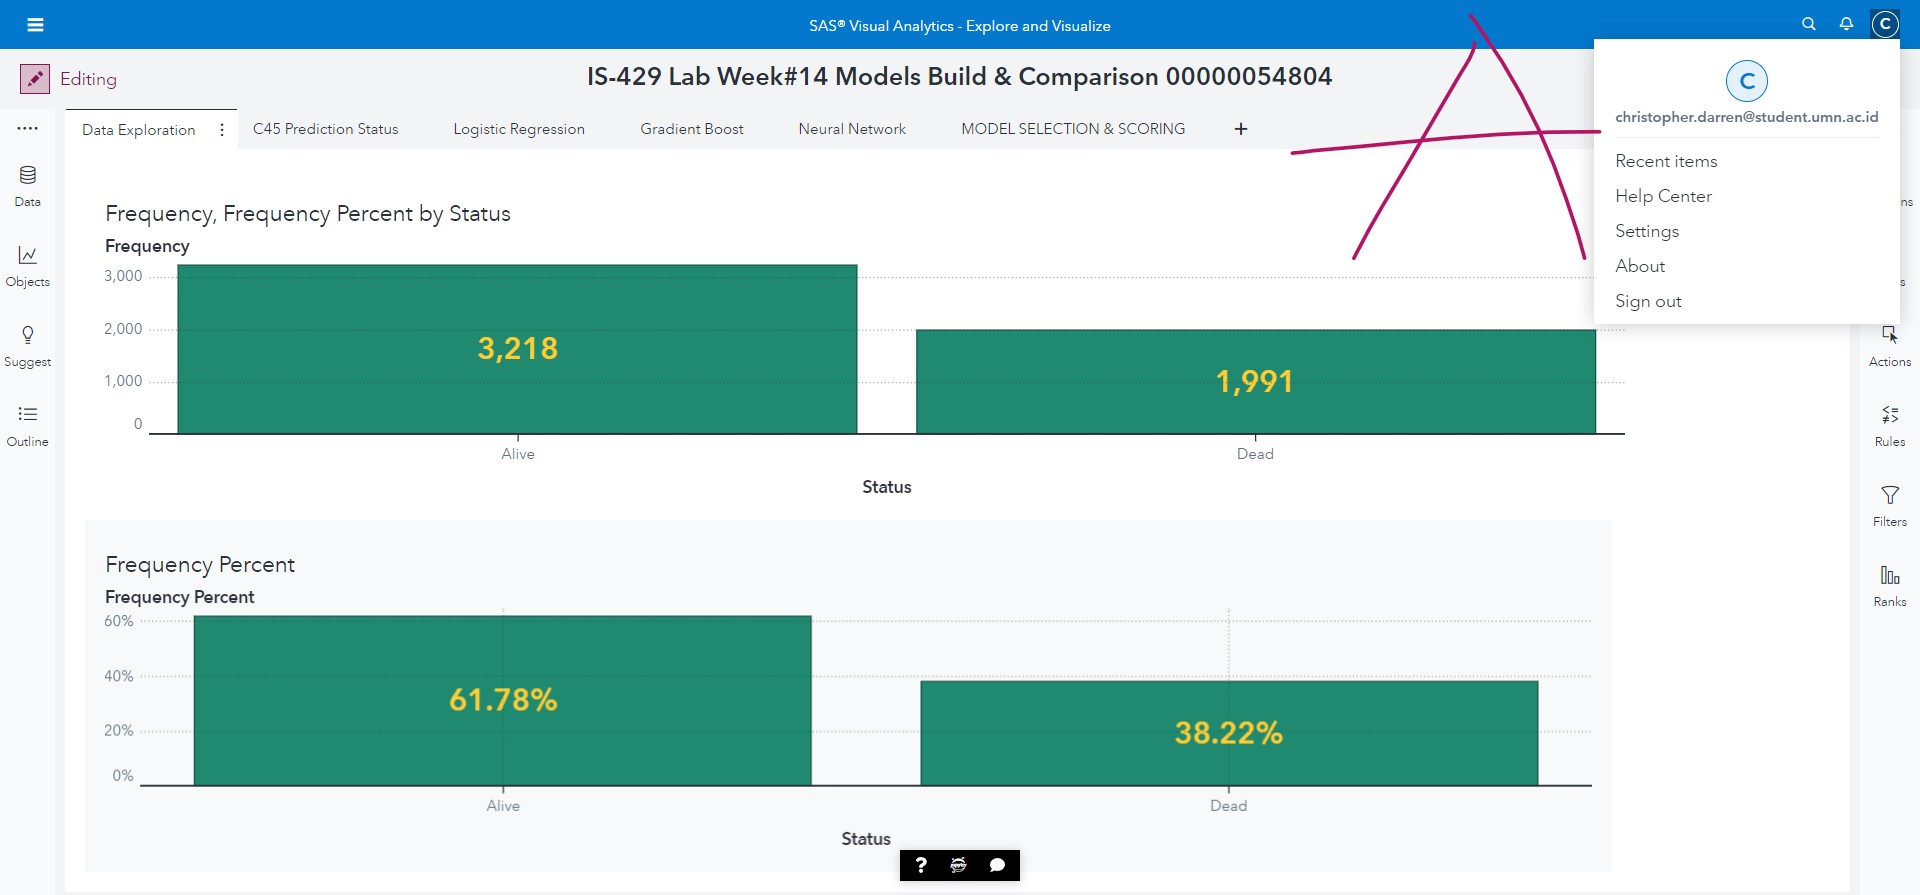 SAS® Visual Analytics - Explore and Visualize
C
Editing
IS-429 Lab Week#14 Models Build & Comparison 00000054804
C
christopher.darren@student.umn.ac.id
Recent items
Help Center
Settings
About
Sign out
Data Exploration
C45 Prediction Status
Logistic Regression
Gradient Boost
Neural Network
MODEL SELECTION & SCORING
+
A
Data
Objects
Suggest
Outline
Frequency, Frequency Percent by Status
Frequency
3,000
2,000
1,000
0
3,218
1,991
Alive
Dead
Status
Frequency Percent
Frequency Percent
60%
40%
20%
0%
61.78%
38.22%
Alive
Dead
Status
ns
s
Actions
Rules
Filters
Ranks
?